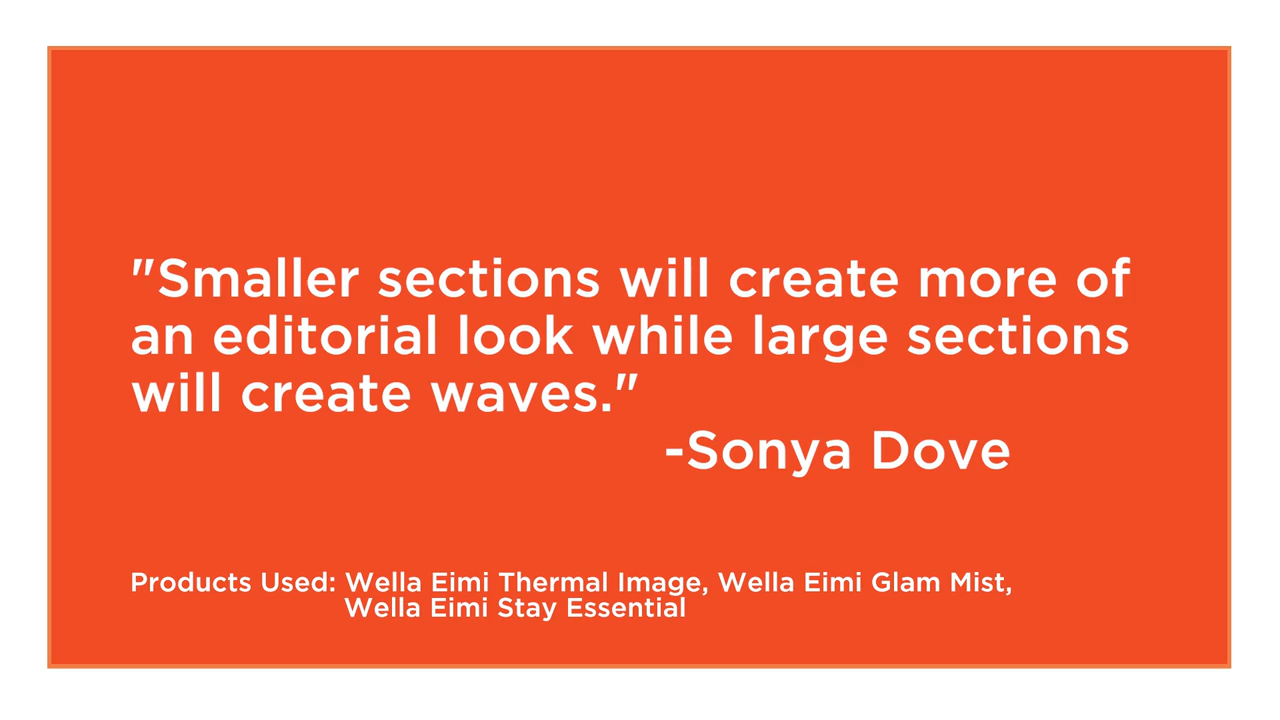 "Smaller sections will create more of
an editorial look while large sections
will create waves."
-Sonya Dove
Products Used: Wella Eimi Thermal Image, Wella Eimi Glam Mist,
Wella Eimi Stay Essential